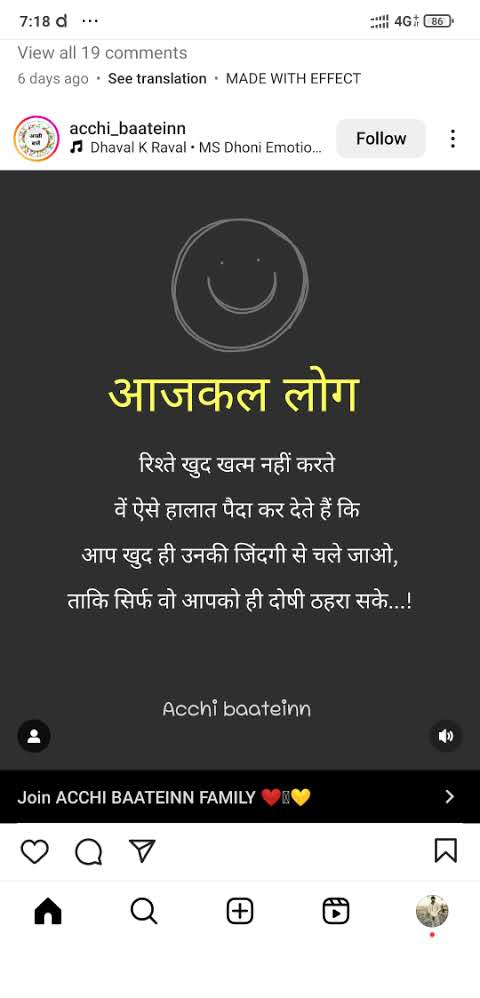 7:18 d ...
4G 86
View all 19 comments
6 days ago • See translation • MADE WITH EFFECT
acchi_baateinn
Dhaval K Raval • MS Dhoni Emotio...
Follow
आजकल लोग
रिश्ते खुद खत्म नहीं करते
वें ऐसे हालात पैदा कर देते हैं कि
आप खुद ही उनकी जिंदगी से चले जाओ,
ताकि सिर्फ वो आपको ही दोषी ठहरा सके...!
Acchi baateinn
Join ACCHI BAATEINN FAMILY ❤️💛